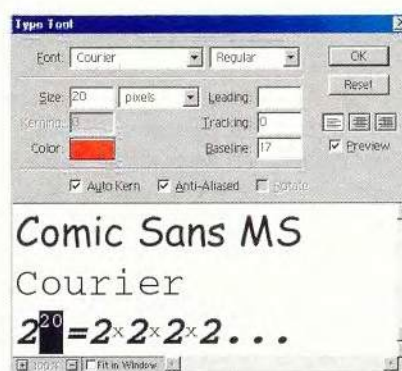 Type Tool
Font: Courier Regular OK
Size: 20 pixels Leading: Reset
Kerning: 0 Tracking: 0
Color: Baseline: 17 Preview
Auto Kern Anti-Aliased Rotate
Comic Sans MS
Courier
2²⁰=2×2×2×2...
300% Fit in Window